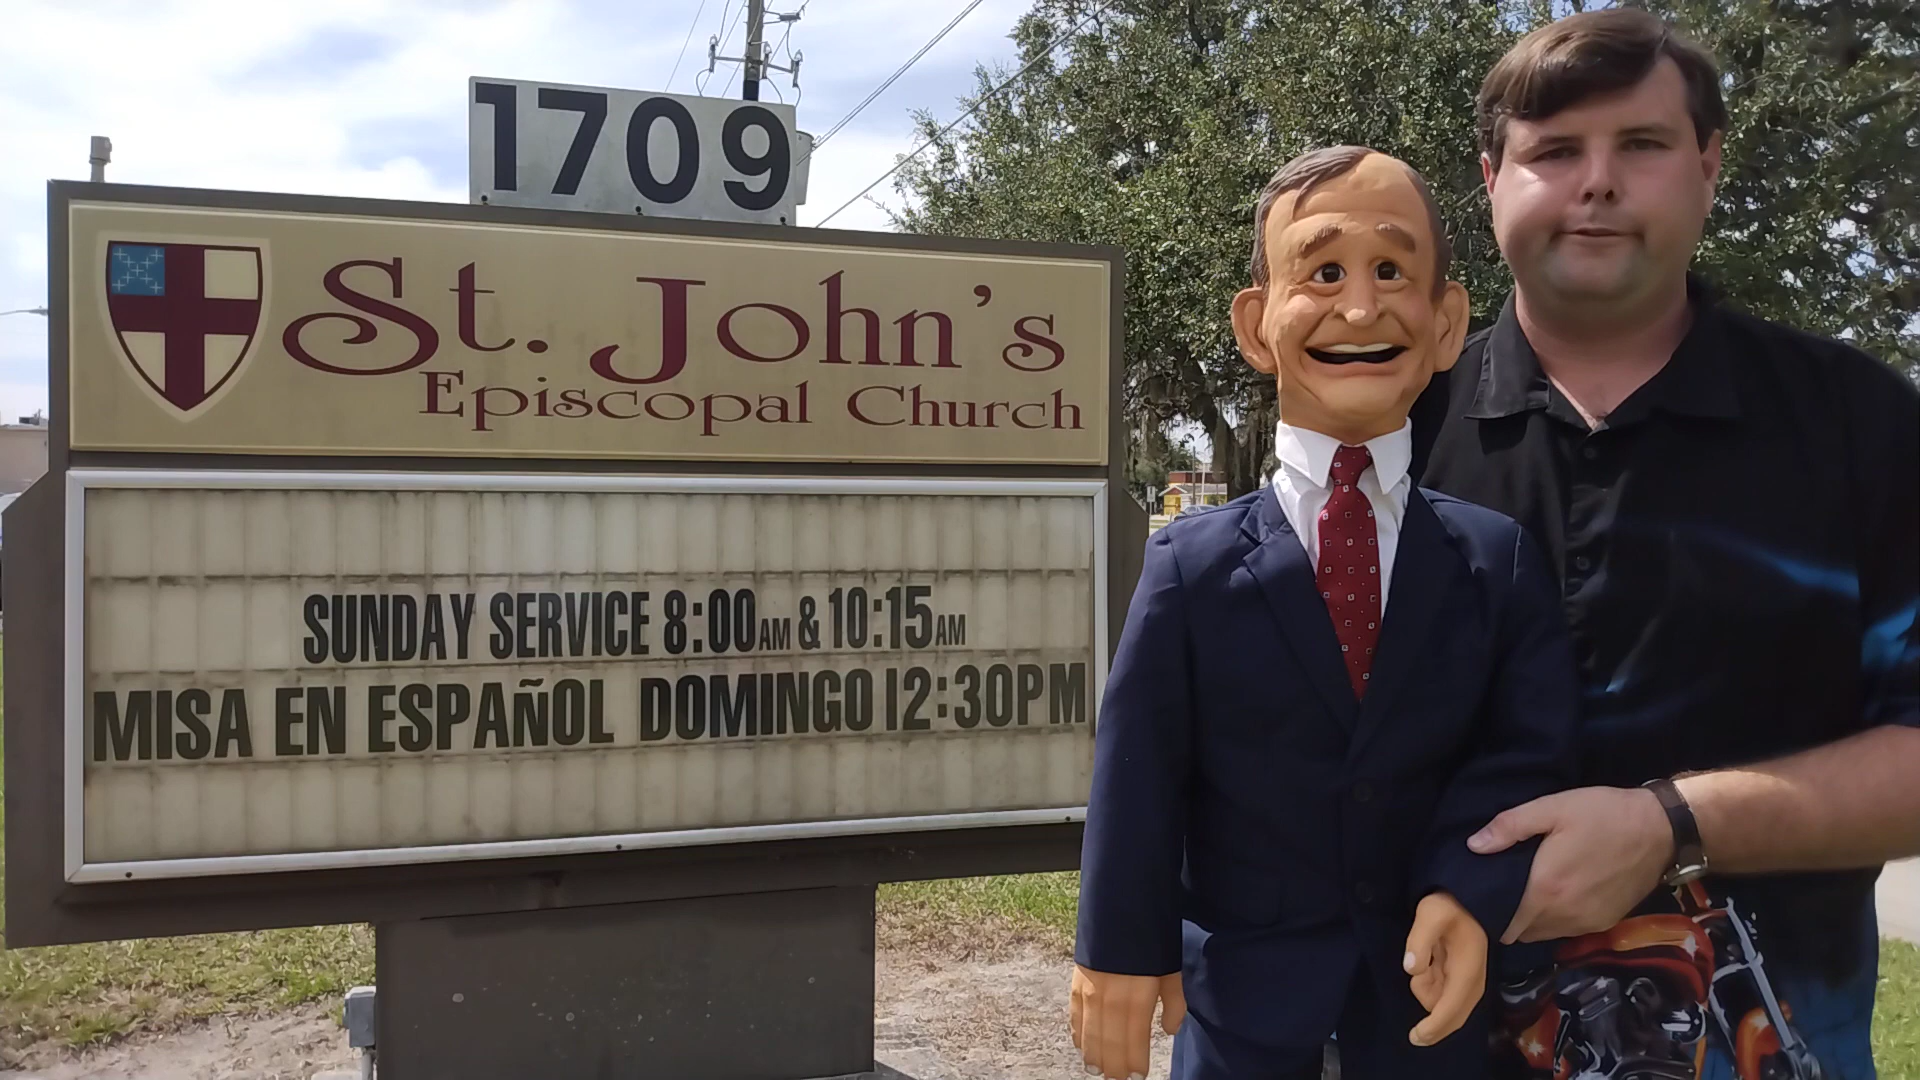 1709
St. John's
Episcopal Church
SUNDAY SERVICE 8:00AM & 10:15AM
MISA EN ESPAÑOL DOMINGO 12:30PM